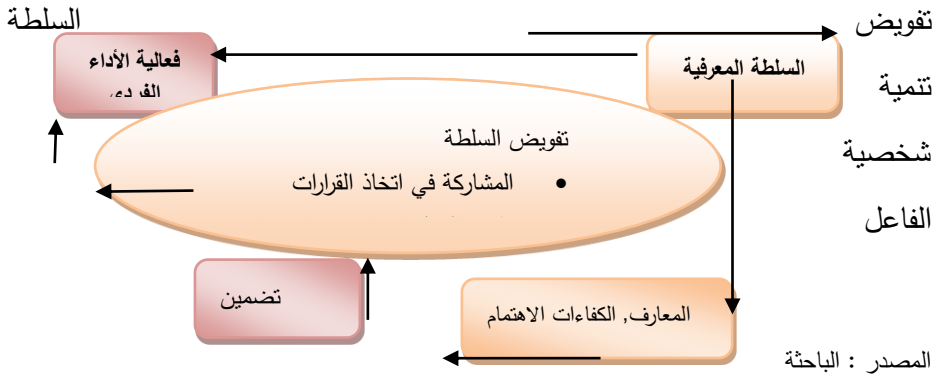 تفويض السلطة
تنمية
شخصية
الفاعل
السلطة المعرفية
فعالية الأداء
الفردي
تفويض السلطة
• المشاركة في اتخاذ القرارات
المعارف, الكفاءات الاهتمام
تضمين
المصدر : الباحثة